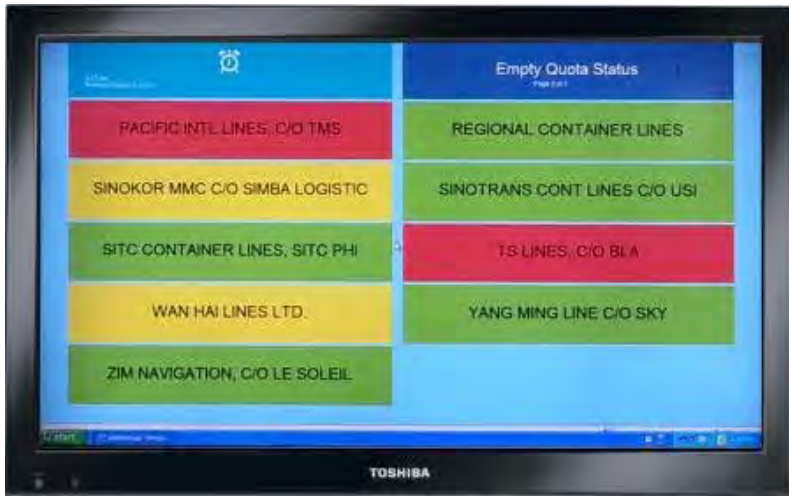 Empty Quota Status
PACIFIC INTL LINES, C/O TMS
REGIONAL CONTAINER LINES
SINOKOR MMC C/O SIMBA LOGISTIC
SINOTRANS CONT LINES C/O USI
SITC CONTAINER LINES, SITC PHI
TS LINES, C/O BLA
WAN HAI LINES LTD.
YANG MING LINE C/O SKY
ZIM NAVIGATION, C/O LE SOLEIL
start
TOSHIBA